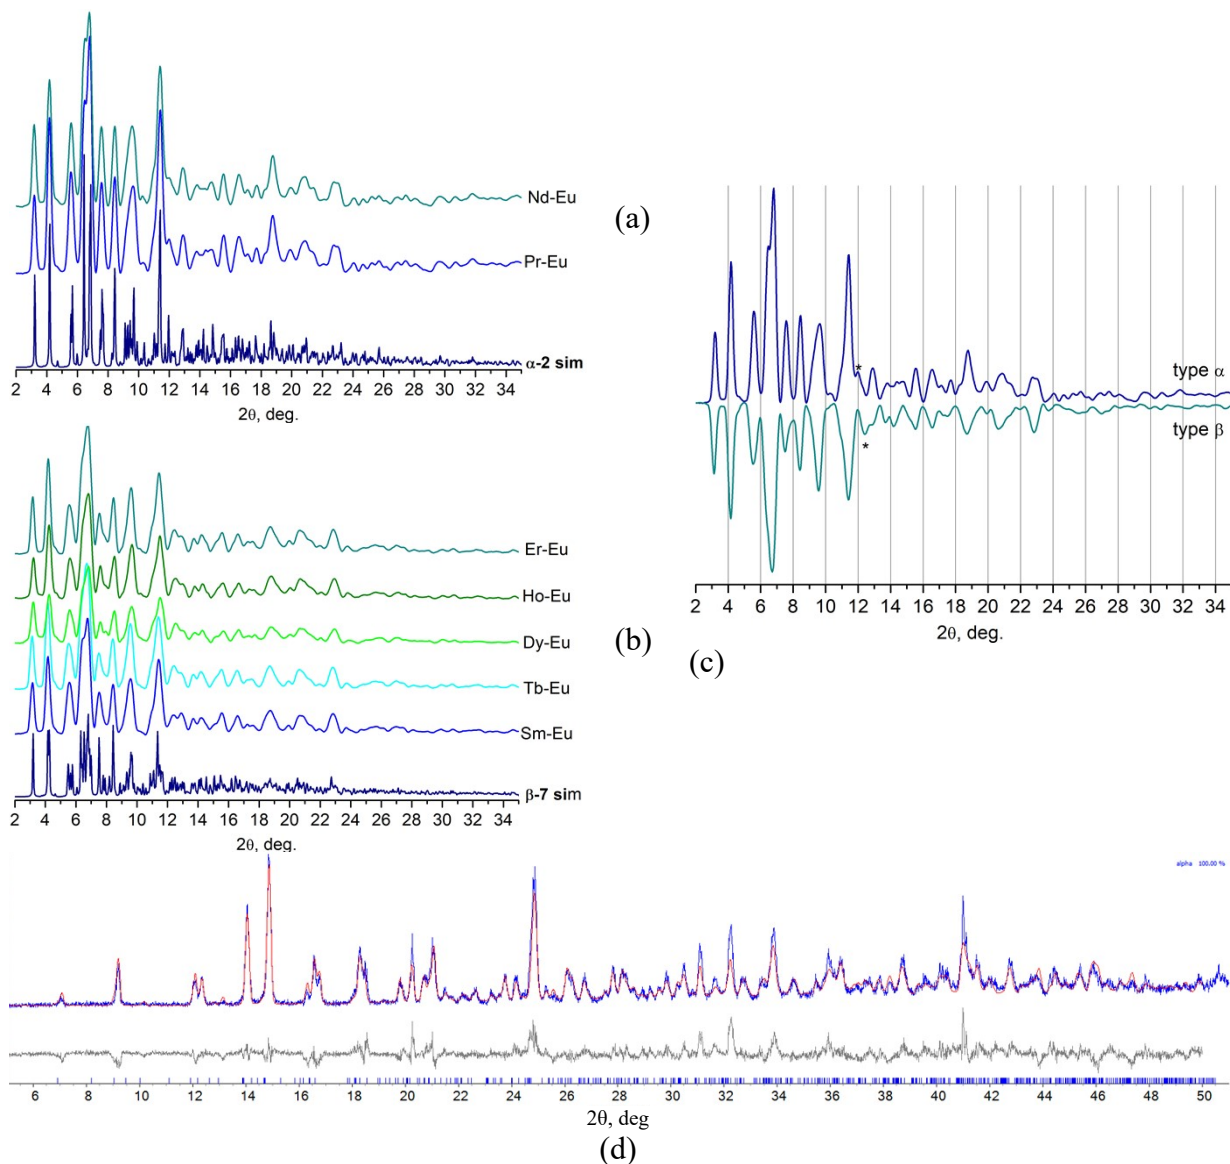 Nd-Eu
Pr-Eu
α-2 sim
2 4 6 8 10 12 14 16 18 20 22 24 26 28 30 32 34
2θ, deg.
(a)
Er-Eu
Ho-Eu
Dy-Eu
Tb-Eu
Sm-Eu
β-7 sim
2 4 6 8 10 12 14 16 18 20 22 24 26 28 30 32 34
2θ, deg.
(b)
*
type α
type β
*
2 4 6 8 10 12 14 16 18 20 22 24 26 28 30 32 34
2θ, deg.
(c)
alpha 100.00 %
6 8 10 12 14 16 18 20 22 24 26 28 30 32 34 36 38 40 42 44 46 48 50
2θ, deg
(d)